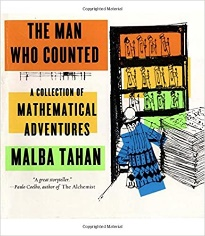 THE MAN
WHO COUNTED
A COLLECTION OF
MATHEMATICAL
ADVENTURES
MALBA TAHAN
"A great storyteller."
—Paulo Coelho, author of The Alchemist